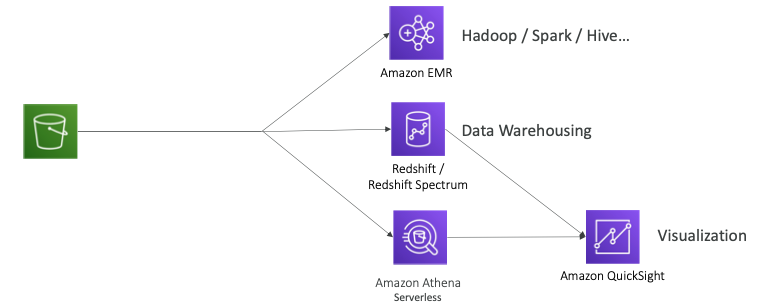 Hadoop / Spark / Hive...
Amazon EMR
Data Warehousing
Redshift /
Redshift Spectrum
Visualization
Amazon QuickSight
Amazon Athena
Serverless